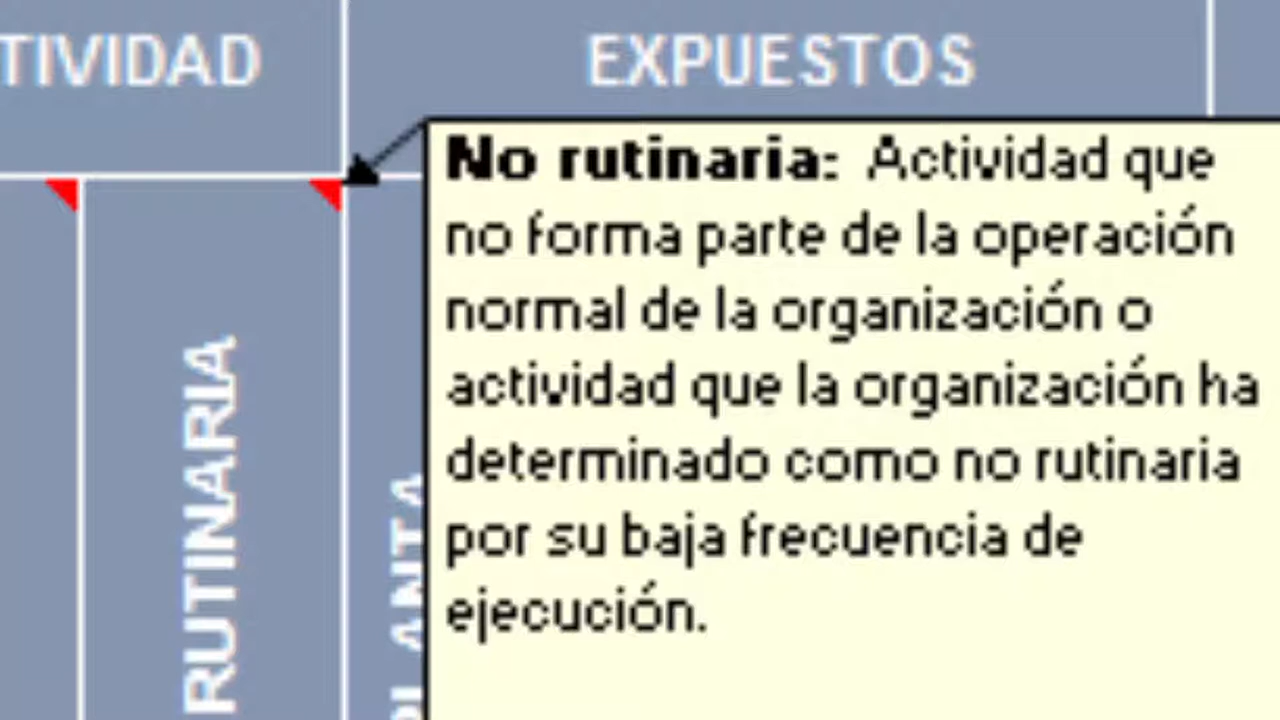 TIVIDAD
EXPUESTOS
No rutinaria: Actividad que
no forma parte de la operación
normal de la organización o
actividad que la organización ha
determinado como no rutinaria
por su baja frecuencia de
ejecución.
RUTINARIA
LANTA